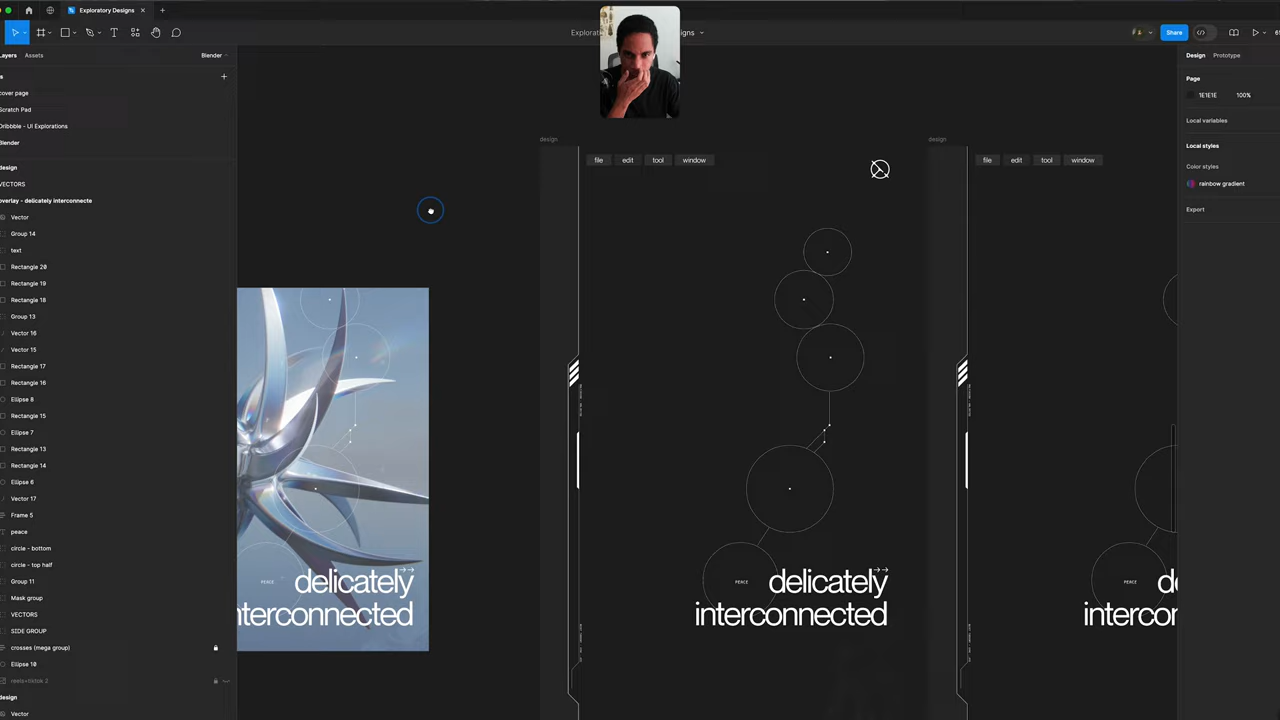 Exploratory Designs
Share
Layers
Assets
Blender
Design
Prototype
cover page
Scratch Pad
Dribbble - UI Explorations
Blender
design
VECTORS
overlay - delicately interconnecte
Vector
Group 14
text
Rectangle 20
Rectangle 19
Rectangle 18
Group 13
Vector 16
Vector 15
Rectangle 17
Rectangle 16
Ellipse 8
Rectangle 15
Ellipse 7
Rectangle 13
Rectangle 14
Ellipse 6
Vector 17
Frame 5
peace
circle - bottom
circle - top half
Group 11
Mask group
VECTORS
SIDE GROUP
crosses (mega group)
Ellipse 10
reels+tiktok 2
design
Vector
PEACE
delicately
interconnected
design
file edit tool window
PEACE
delicately
interconnected
design
file edit tool window
PEACE
Page
1E1E1E 100%
Local variables
Local styles
Color styles
rainbow gradient
Export